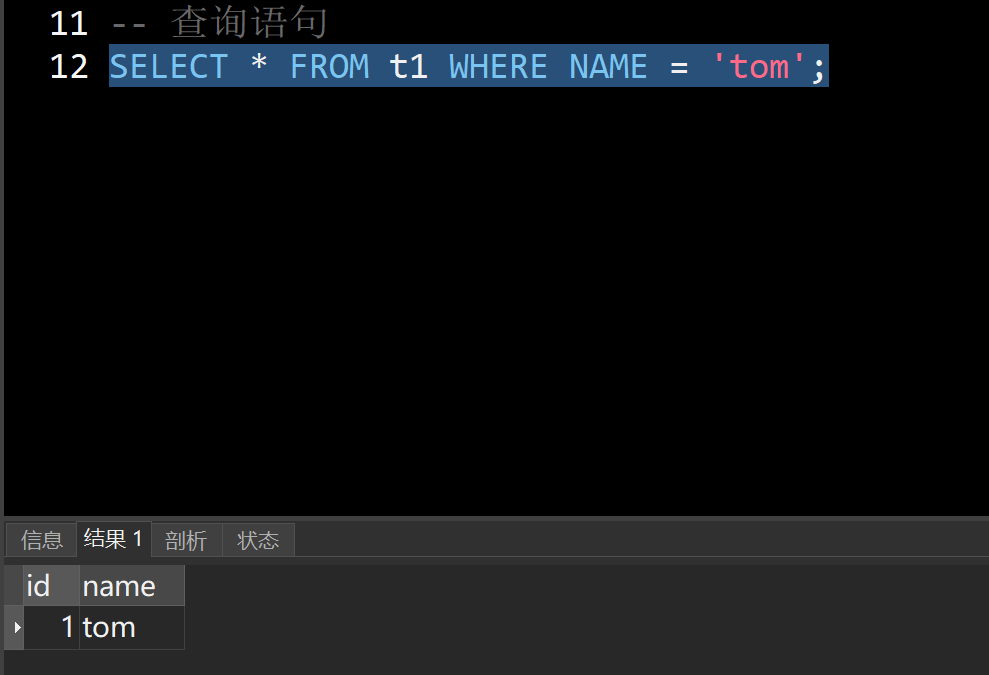 11 -- 查询语句
12 SELECT * FROM t1 WHERE NAME = 'tom';
信息 结果 1 剖析 状态
id name
1 tom